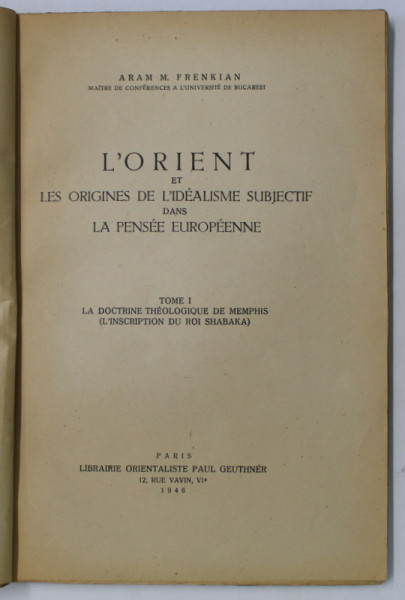 ARAM M. FRENKIAN
MAÎTRE DE CONFÉRENCES A L'UNIVERSITÉ DE BUCAREST
L'ORIENT
ET
LES ORIGINES DE L'IDÉALISME SUBJECTIF
DANS
LA PENSÉE EUROPÉENNE
TOME I
LA DOCTRINE THÉOLOGIQUE DE MEMPHIS
(L'INSCRIPTION DU ROI SHABAKA)
PARIS
LIBRAIRIE ORIENTALISTE PAUL GEUTHNER
12, RUE VAVIN, VIe
1946